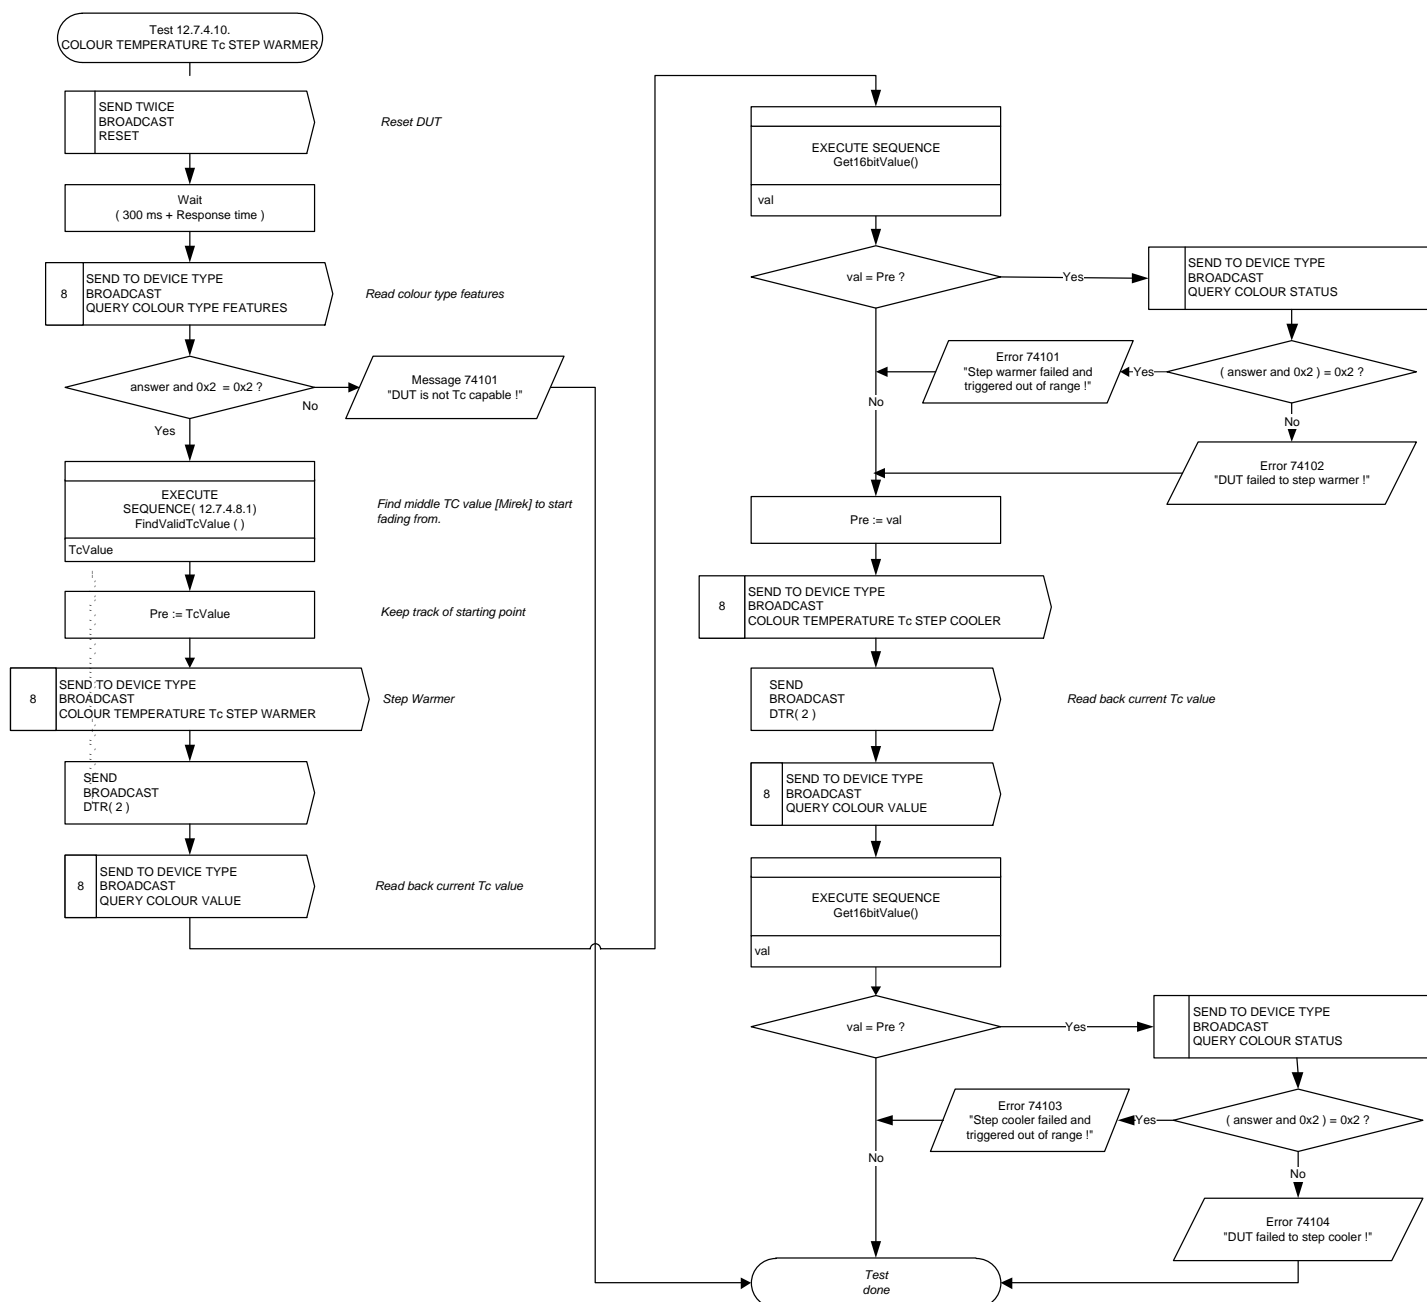 Test 12.7.4.10.
COLOUR TEMPERATURE Tc STEP WARMER
SEND TWICE
BROADCAST
RESET
Reset DUT
Wait
( 300 ms + Response time )
8
SEND TO DEVICE TYPE
BROADCAST
QUERY COLOUR TYPE FEATURES
Read colour type features
answer and 0x2 = 0x2 ?
No
Message 74101
"DUT is not Tc capable !"
Yes
EXECUTE
SEQUENCE( 12.7.4.8.1)
FindValidTcValue ( )
TcValue
Find middle TC value [Mirek] to start
fading from.
Pre := TcValue
Keep track of starting point
8
SEND TO DEVICE TYPE
BROADCAST
COLOUR TEMPERATURE Tc STEP WARMER
Step Warmer
SEND
BROADCAST
DTR( 2 )
8
SEND TO DEVICE TYPE
BROADCAST
QUERY COLOUR VALUE
Read back current Tc value
EXECUTE SEQUENCE
Get16bitValue()
val
val = Pre ?
Yes
SEND TO DEVICE TYPE
BROADCAST
QUERY COLOUR STATUS
( answer and 0x2 ) = 0x2 ?
Yes
Error 74101
"Step warmer failed and
triggered out of range !"
No
No
Error 74102
"DUT failed to step warmer !"
Pre := val
8
SEND TO DEVICE TYPE
BROADCAST
COLOUR TEMPERATURE Tc STEP COOLER
SEND
BROADCAST
DTR( 2 )
Read back current Tc value
8
SEND TO DEVICE TYPE
BROADCAST
QUERY COLOUR VALUE
EXECUTE SEQUENCE
Get16bitValue()
val
val = Pre ?
Yes
SEND TO DEVICE TYPE
BROADCAST
QUERY COLOUR STATUS
( answer and 0x2 ) = 0x2 ?
Yes
Error 74103
"Step cooler failed and
triggered out of range !"
No
No
Error 74104
"DUT failed to step cooler !"
Test
done